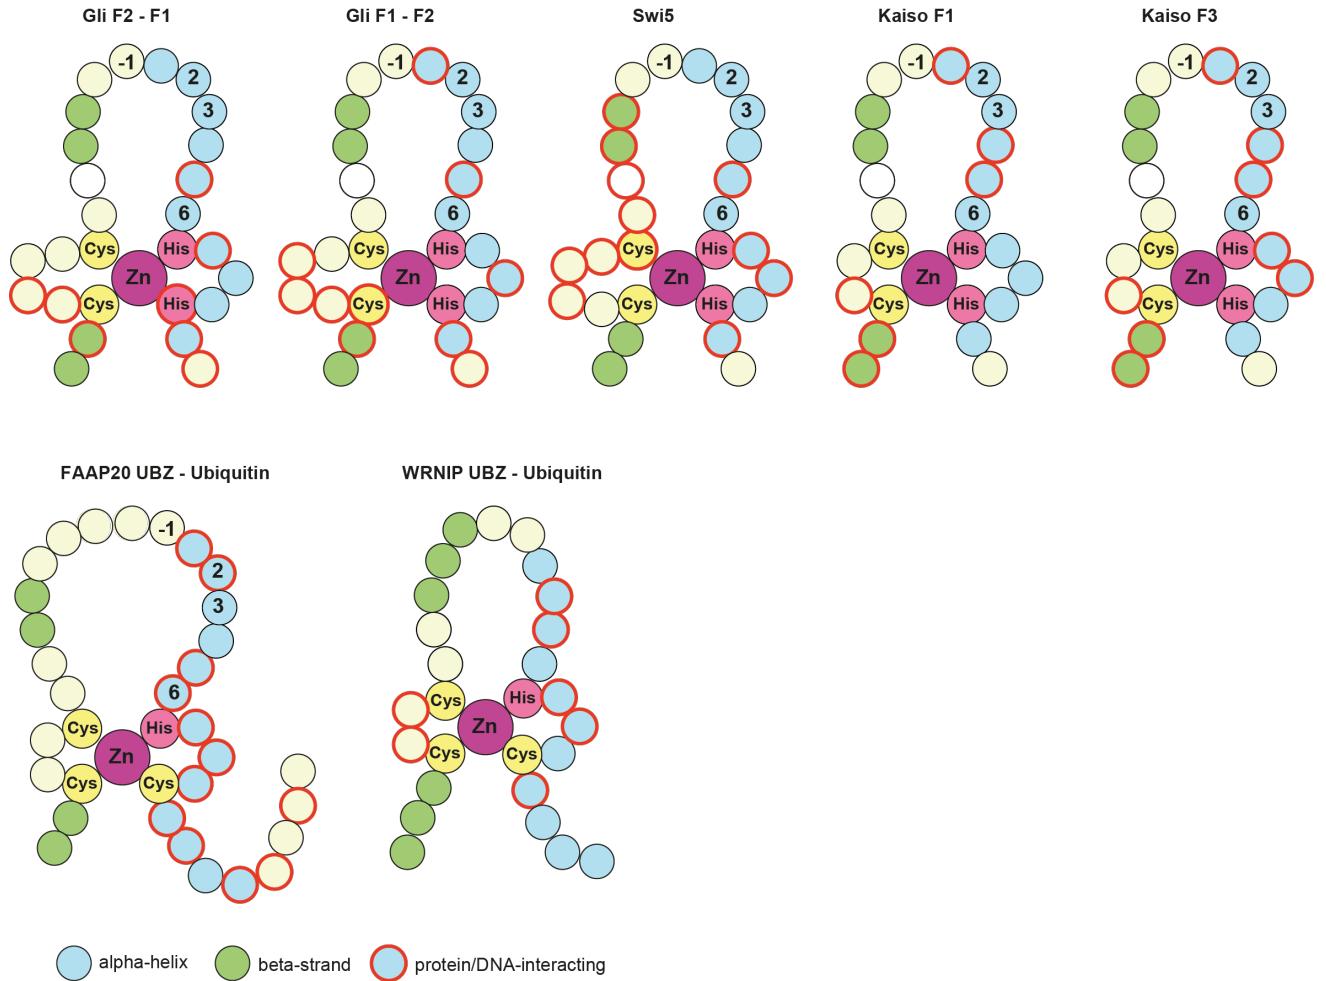 Gli F2 - F1
Gli F1 - F2
Swi5
Kaiso F1
Kaiso F3
-1 2 3 6 Cys His Zn Cys His
-1 2 3 6 Cys His Zn Cys His
-1 2 3 6 Cys His Zn Cys His
-1 2 3 6 Cys His Zn Cys His
-1 2 3 6 Cys His Zn Cys His
FAAP20 UBZ - Ubiquitin
WRNIP UBZ - Ubiquitin
-1 2 3 6 Cys His Zn Cys Cys
Cys His Zn Cys Cys
alpha-helix
beta-strand
protein/DNA-interacting